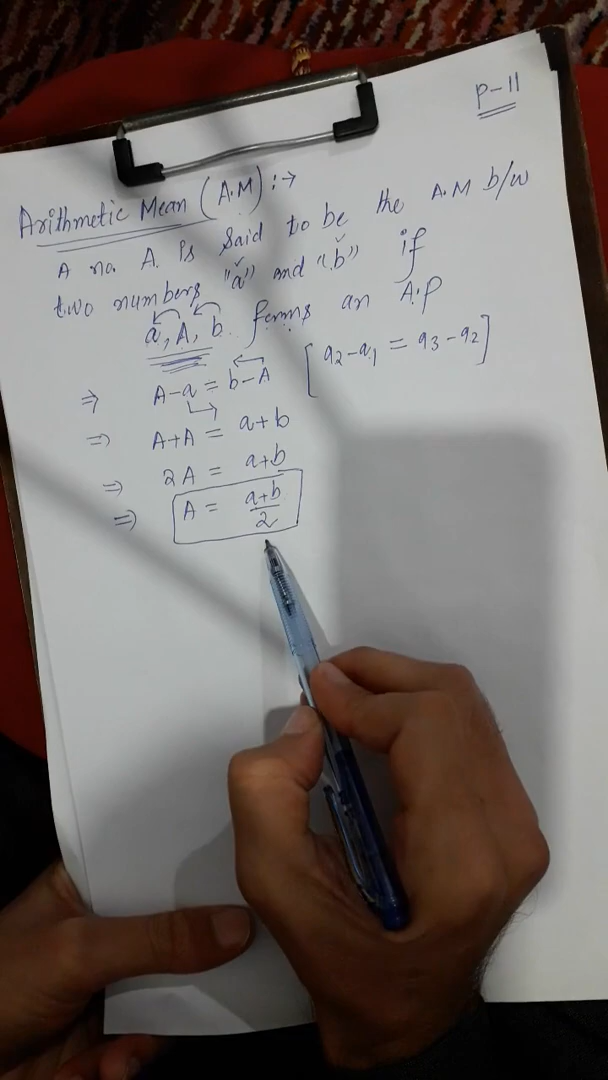 P-11
Arithmetic Mean (A.M) :→
A no. A is said to be the A.M b/w
two numbers "a" and "b" if
a, A, b forms an A.P
⇒ A-a = b-A [a₂-a₁ = a₃-a₂]
⇒ A+A = a+b
⇒ 2A = a+b
⇒ A = a+b/2